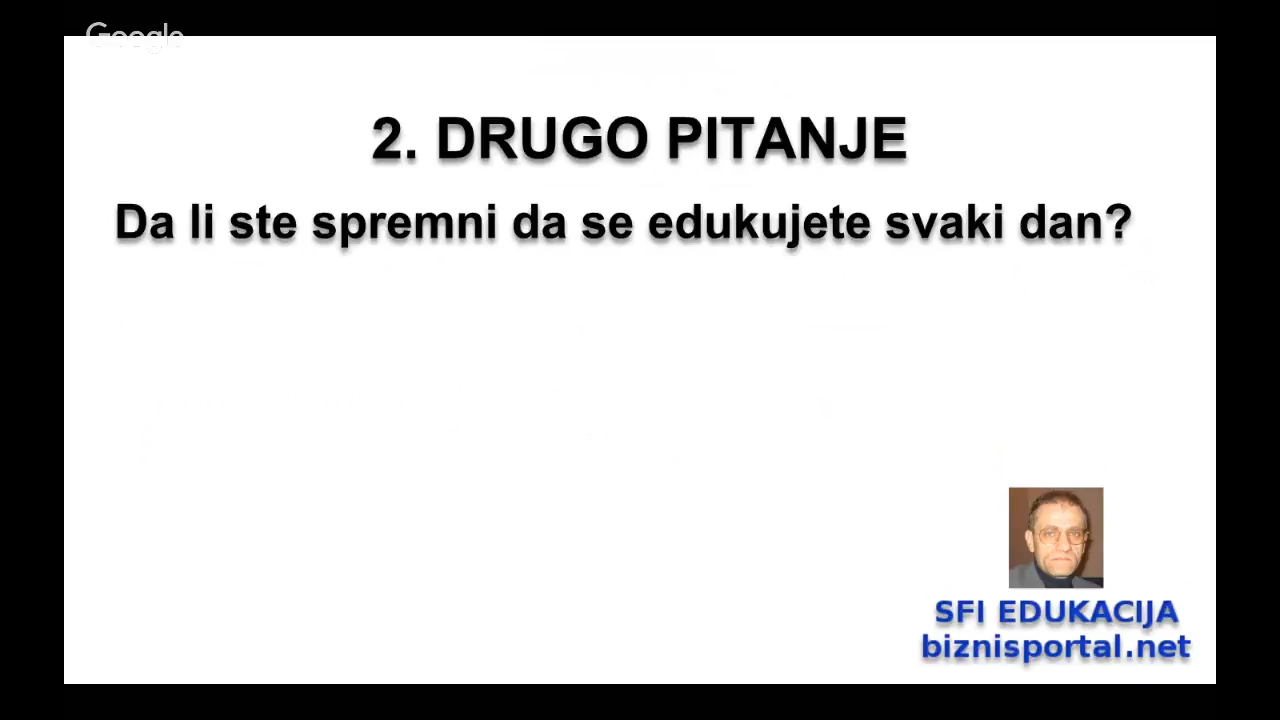 Google
2. DRUGO PITANJE
Da li ste spremni da se edukujete svaki dan?
SFI EDUKACIJA
biznisportal.net